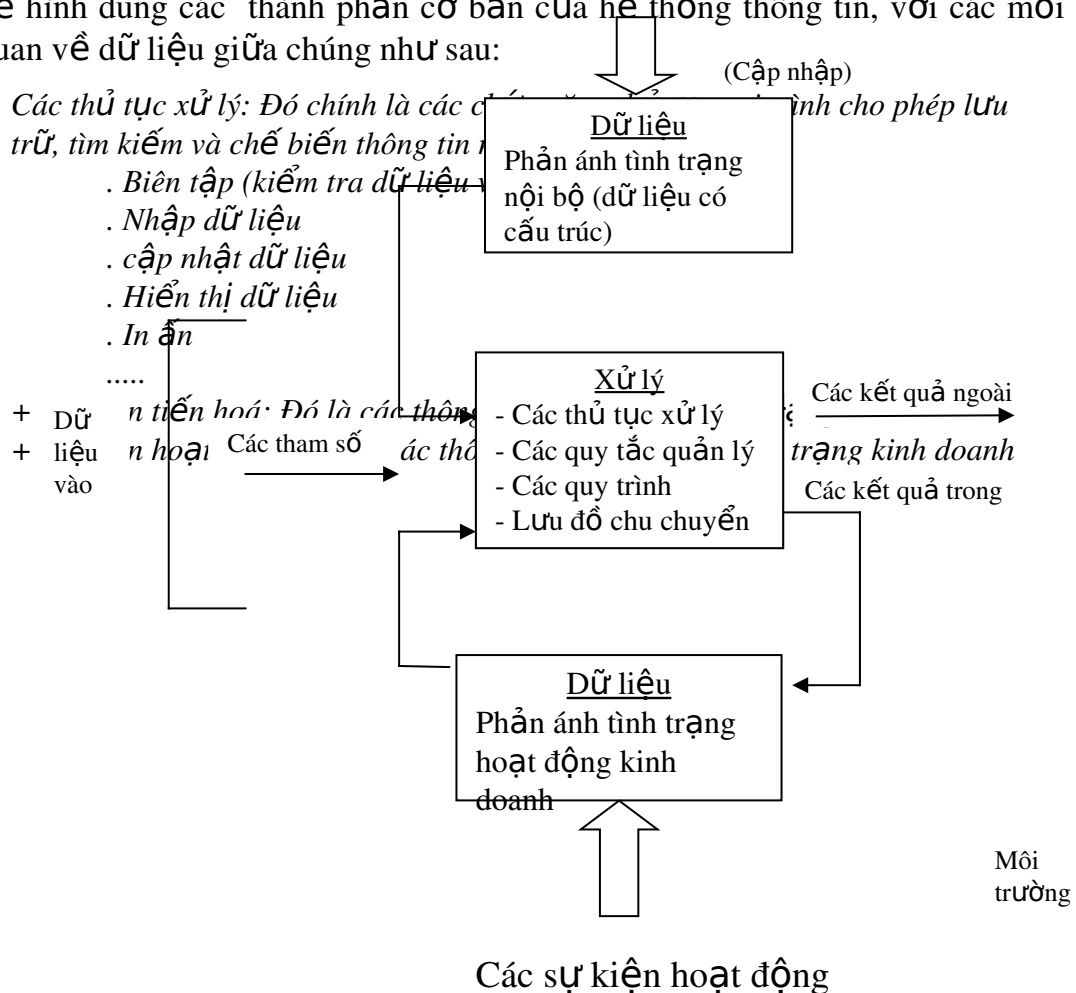 hình dung các thành phần cơ bản của hệ thống thông tin, với các mối
về dữ liệu giữa chúng như sau:
(Cập nhập)
Các thủ tục xử lý: Đó chính là các cho phép lưu
trữ, tìm kiếm và chế biến thông tin
. Biên tập (kiểm tra dữ liệu
. Nhập dữ liệu
. cập nhật dữ liệu
. Hiển thị dữ liệu
. In ấn
.....
Dữ liệu
Phản ánh tình trạng
nội bộ (dữ liệu có
cấu trúc)
+ tiến hoá: Đó là các thông
+ trạng kinh doanh
Dữ
liệu
vào
Các tham số
Xử lý
- Các thủ tục xử lý
- Các quy tắc quản lý
- Các quy trình
- Lưu đồ chu chuyển
Các kết quả ngoài
Các kết quả trong
Dữ liệu
Phản ánh tình trạng
hoạt động kinh
doanh
Môi
trường
Các sự kiện hoạt động